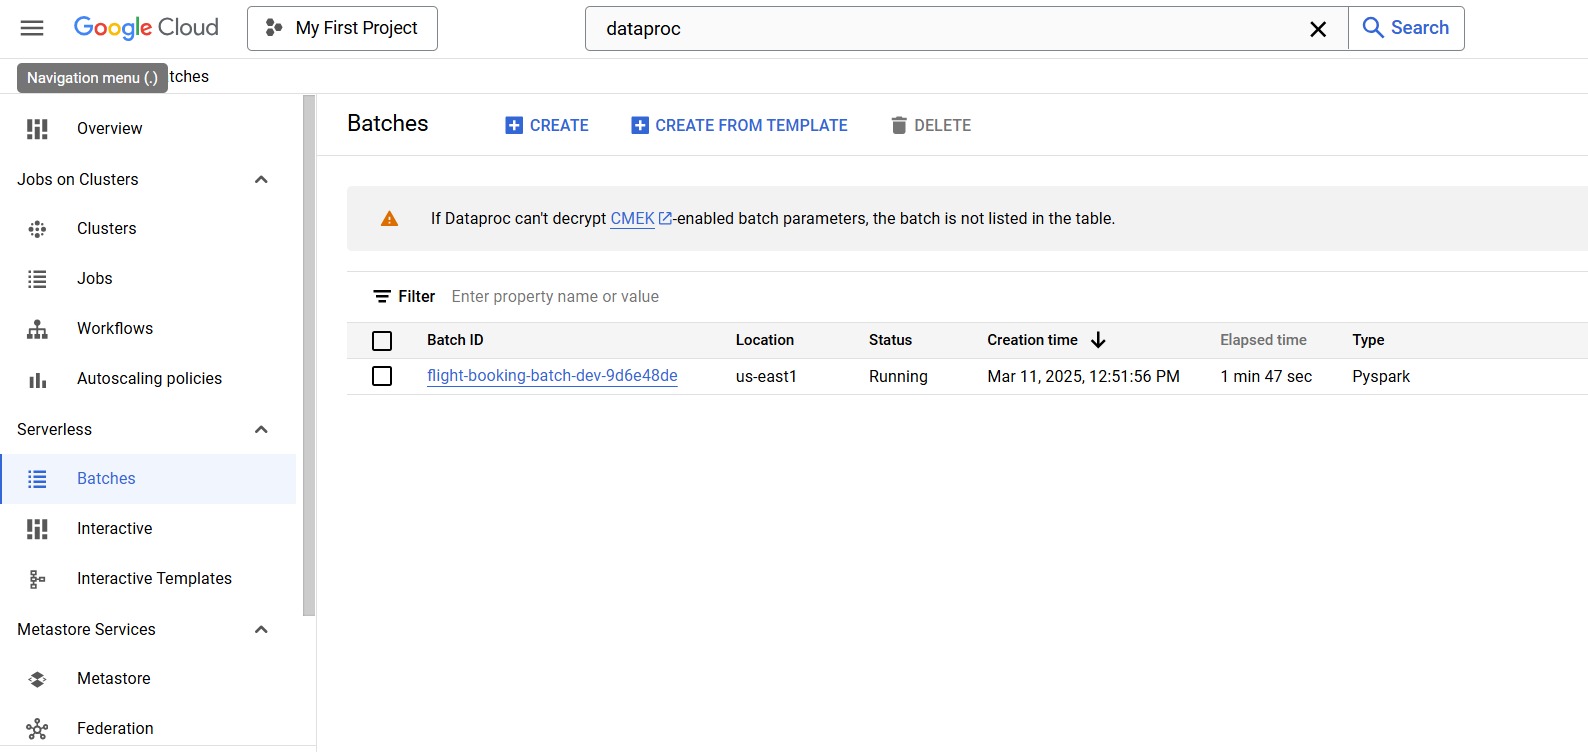 Google Cloud
My First Project
dataproc
Search
Navigation menu (.)
tches
Overview
Jobs on Clusters
Clusters
Jobs
Workflows
Autoscaling policies
Serverless
Batches
Interactive
Interactive Templates
Metastore Services
Metastore
Federation
Batches
CREATE
CREATE FROM TEMPLATE
DELETE
If Dataproc can't decrypt CMEK -enabled batch parameters, the batch is not listed in the table.
Filter Enter property name or value
Batch ID Location Status Creation time Elapsed time Type
flight-booking-batch-dev-9d6e48de us-east1 Running Mar 11, 2025, 12:51:56 PM 1 min 47 sec Pyspark